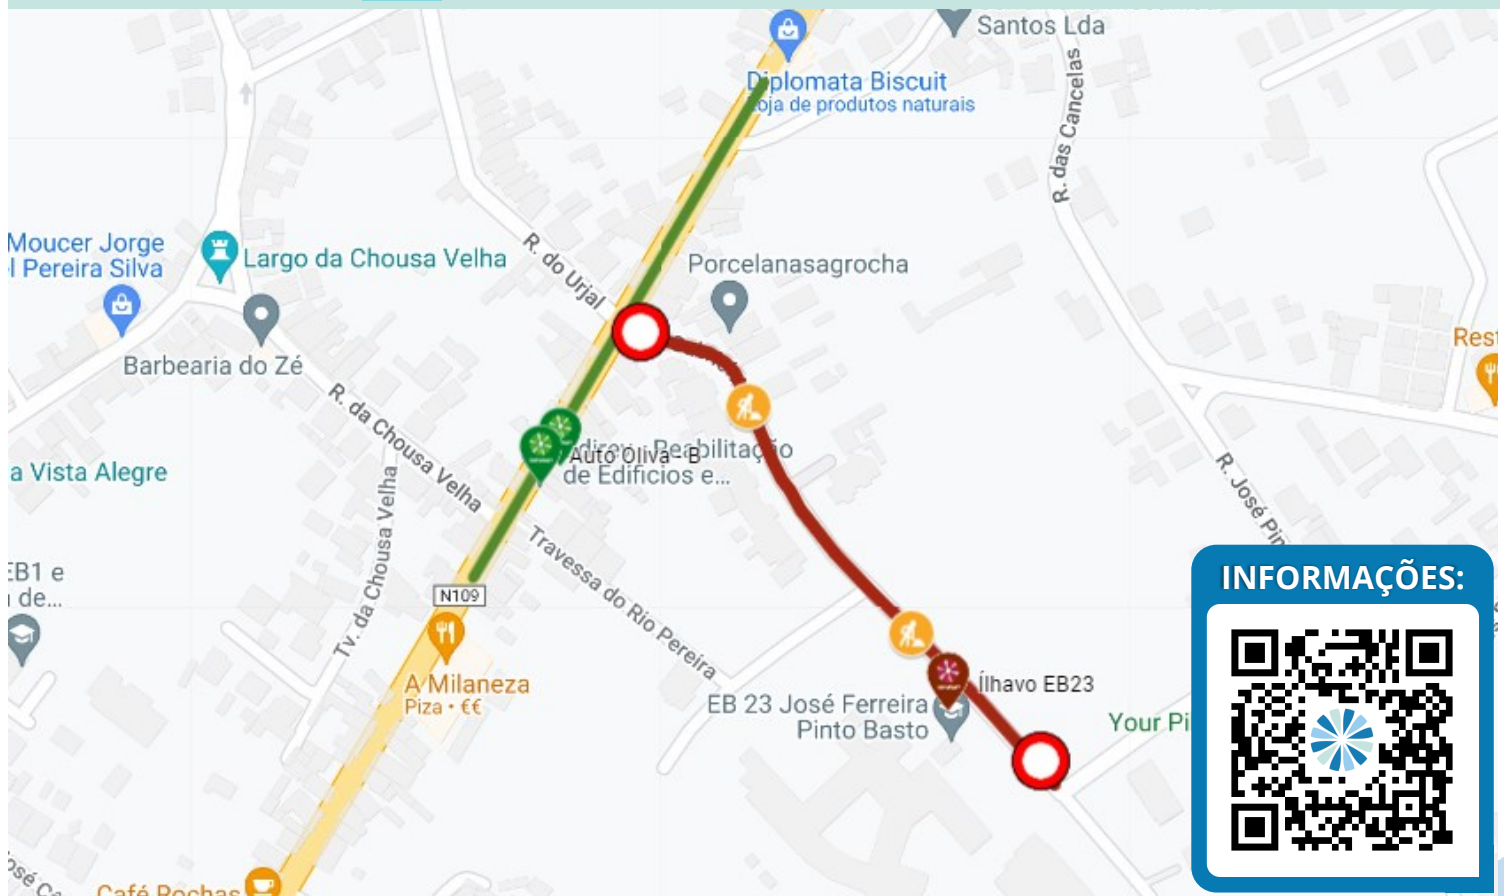 Santos Lda
Diplomata Biscuit
Loja de produtos naturais
R. das Cancelas
Moucer Jorge
l Pereira Silva
Largo da Chousa Velha
R. do Urjal
Porcelanasagrocha
Barbearia do Zé
Rest
R. da Chousa Velha
Reabilitação
Auto Oliva - B
de Edificios e...
a Vista Alegre
Tv. da Chousa Velha
R. José Pin
EB1 e
de...
N109
Travessa do Rio Pereira
A Milaneza
Piza • €€
Ílhavo EB23
EB 23 José Ferreira
Pinto Basto
Your Pi
INFORMAÇÕES:
Café Rochas
osé Ca